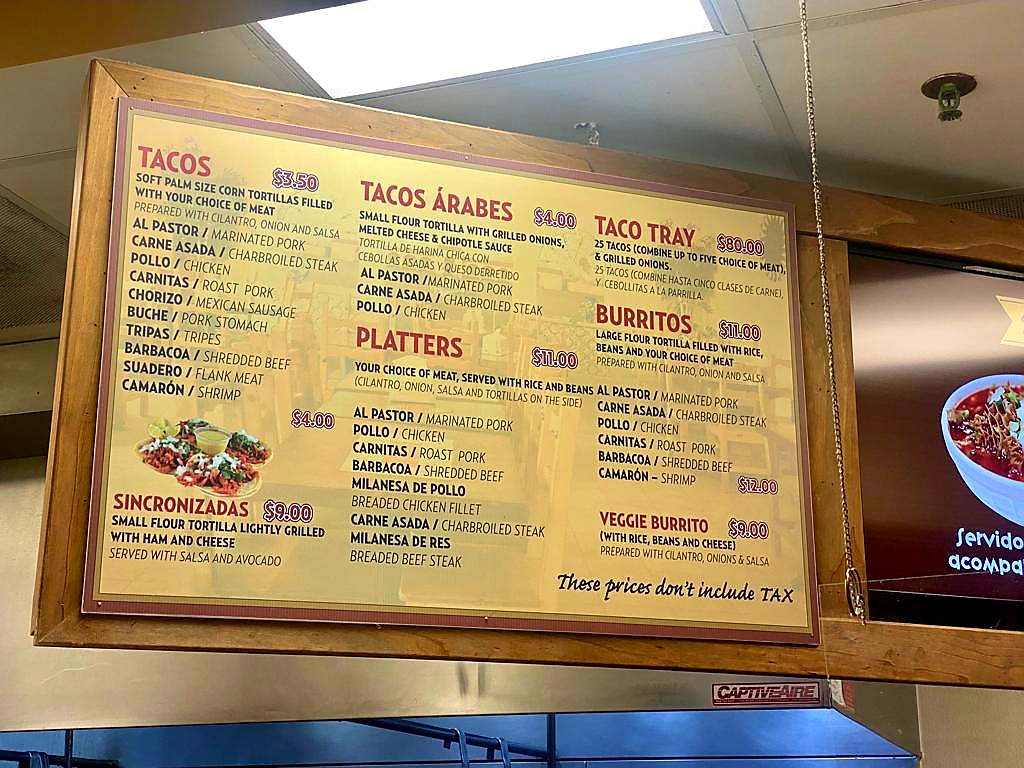 TACOS $3.50
SOFT PALM SIZE CORN TORTILLAS FILLED
WITH YOUR CHOICE OF MEAT
PREPARED WITH CILANTRO, ONION AND SALSA
AL PASTOR / MARINATED PORK
CARNE ASADA / CHARBROILED STEAK
POLLO / CHICKEN
CARNITAS / ROAST PORK
CHORIZO / MEXICAN SAUSAGE
BUCHE / PORK STOMACH
TRIPAS / TRIPES
BARBACOA / SHREDDED BEEF
SUADERO / FLANK MEAT
CAMARÓN / SHRIMP
$4.00
SINCRONIZADAS $9.00
SMALL FLOUR TORTILLA LIGHTLY GRILLED
WITH HAM AND CHEESE
SERVED WITH SALSA AND AVOCADO
TACOS ÁRABES $4.00
SMALL FLOUR TORTILLA WITH GRILLED ONIONS,
MELTED CHEESE & CHIPOTLE SAUCE
TORTILLA DE HARINA CHICA CON
CEBOLLAS ASADAS Y QUESO DERRETIDO
AL PASTOR / MARINATED PORK
CARNE ASADA / CHARBROILED STEAK
POLLO / CHICKEN
PLATTERS $11.00
YOUR CHOICE OF MEAT, SERVED WITH RICE AND BEANS
(CILANTRO, ONION, SALSA AND TORTILLAS ON THE SIDE)
AL PASTOR / MARINATED PORK
POLLO / CHICKEN
CARNITAS / ROAST PORK
BARBACOA / SHREDDED BEEF
MILANESA DE POLLO
BREADED CHICKEN FILLET
CARNE ASADA / CHARBROILED STEAK
MILANESA DE RES
BREADED BEEF STEAK
TACO TRAY $80.00
25 TACOS (COMBINE UP TO FIVE CHOICE OF MEAT),
& GRILLED ONIONS.
25 TACOS (COMBINE HASTA CINCO CLASES DE CARNE),
Y CEBOLLITAS A LA PARRILLA.
BURRITOS $11.00
LARGE FLOUR TORTILLA FILLED WITH RICE,
BEANS AND YOUR CHOICE OF MEAT
PREPARED WITH CILANTRO, ONION AND SALSA
AL PASTOR / MARINATED PORK
CARNE ASADA / CHARBROILED STEAK
POLLO / CHICKEN
CARNITAS / ROAST PORK
BARBACOA / SHREDDED BEEF
CAMARÓN – SHRIMP $12.00
VEGGIE BURRITO $9.00
(WITH RICE, BEANS AND CHEESE)
PREPARED WITH CILANTRO, ONIONS & SALSA
These prices don't include TAX
Servido
acompa
CAPTIVEAIRE